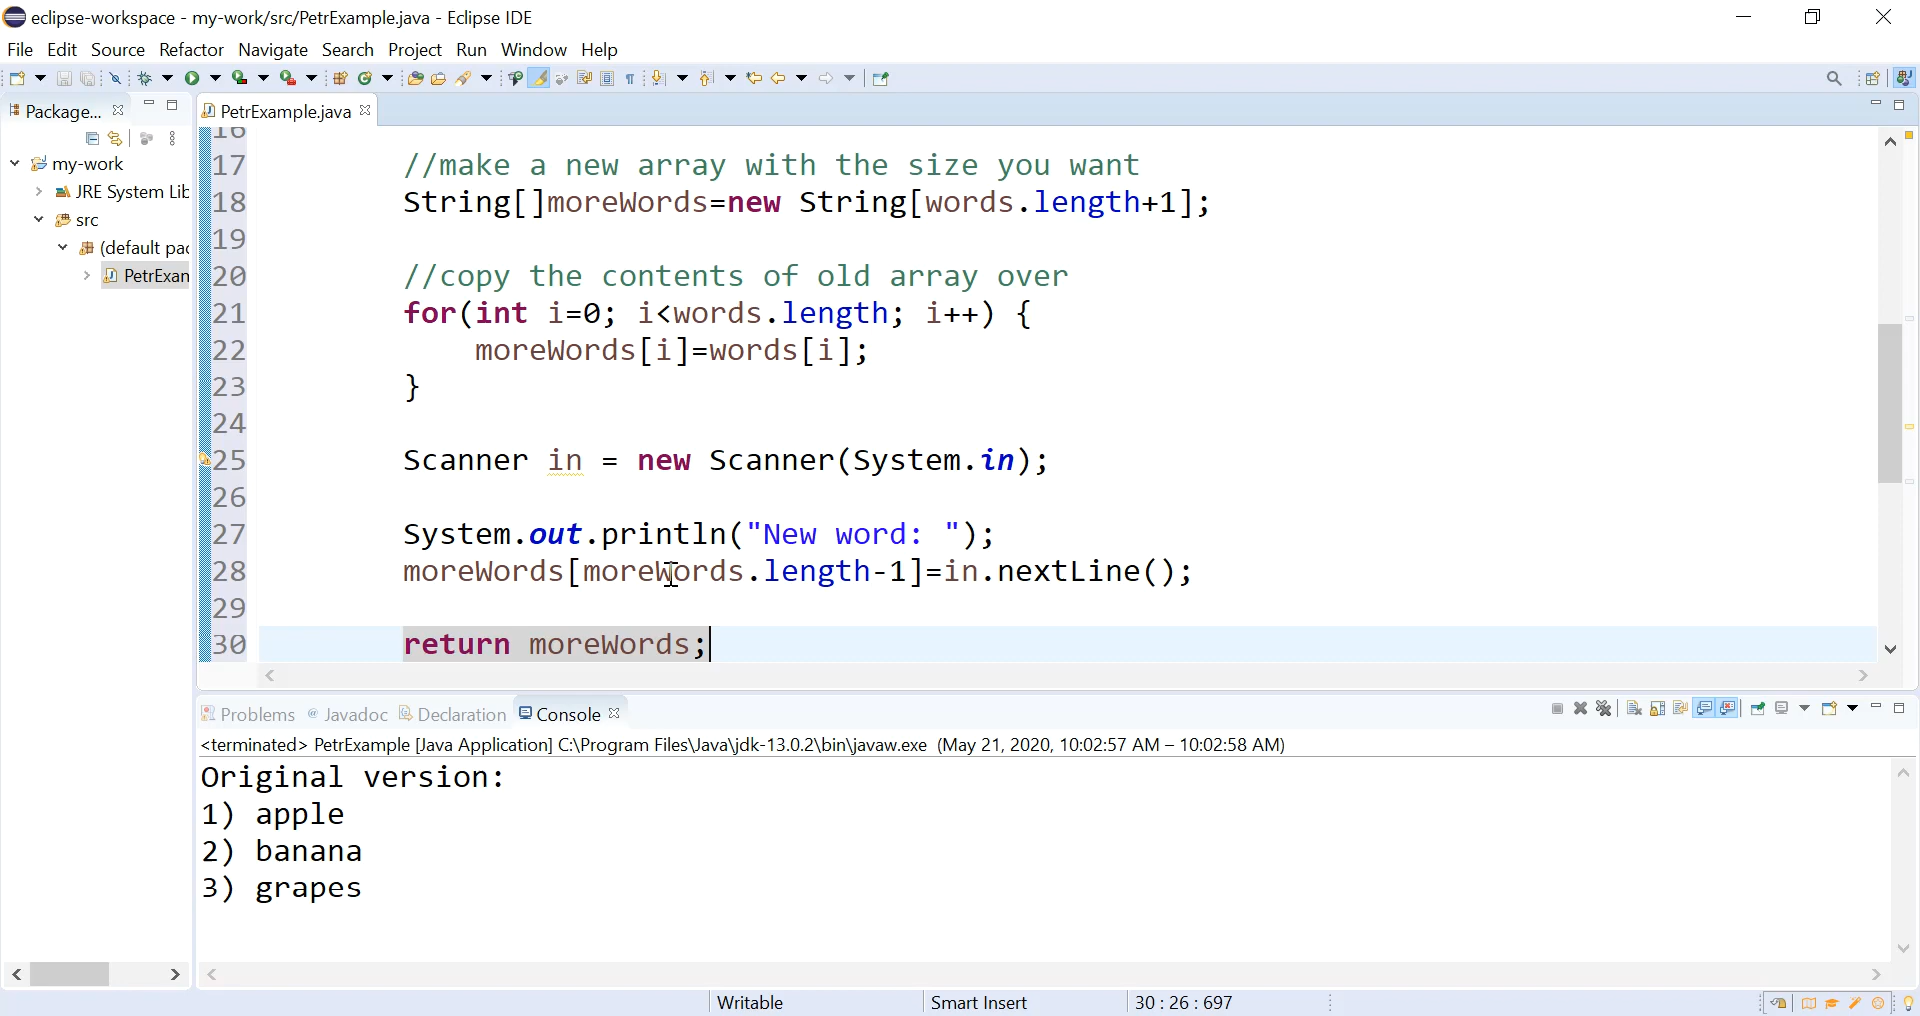 eclipse-workspace - my-work/src/PetrExample.java - Eclipse IDE
File Edit Source Refactor Navigate Search Project Run Window Help
Package...
PetrExample.java
my-work
JRE System Lib
src
(default pac
PetrExam
16
17 //make a new array with the size you want
18 String[]moreWords=new String[words.length+1];
19
20 //copy the contents of old array over
21 for(int i=0; i<words.length; i++) {
22 moreWords[i]=words[i];
23 }
24
25 Scanner in = new Scanner(System.in);
26
27 System.out.println("New word: ");
28 moreWords[moreWords.length-1]=in.nextLine();
29
30 return moreWords;
Problems @ Javadoc Declaration Console
<terminated> PetrExample [Java Application] C:\Program Files\Java\jdk-13.0.2\bin\javaw.exe (May 21, 2020, 10:02:57 AM – 10:02:58 AM)
Original version:
1) apple
2) banana
3) grapes
Writable Smart Insert 30 : 26 : 697